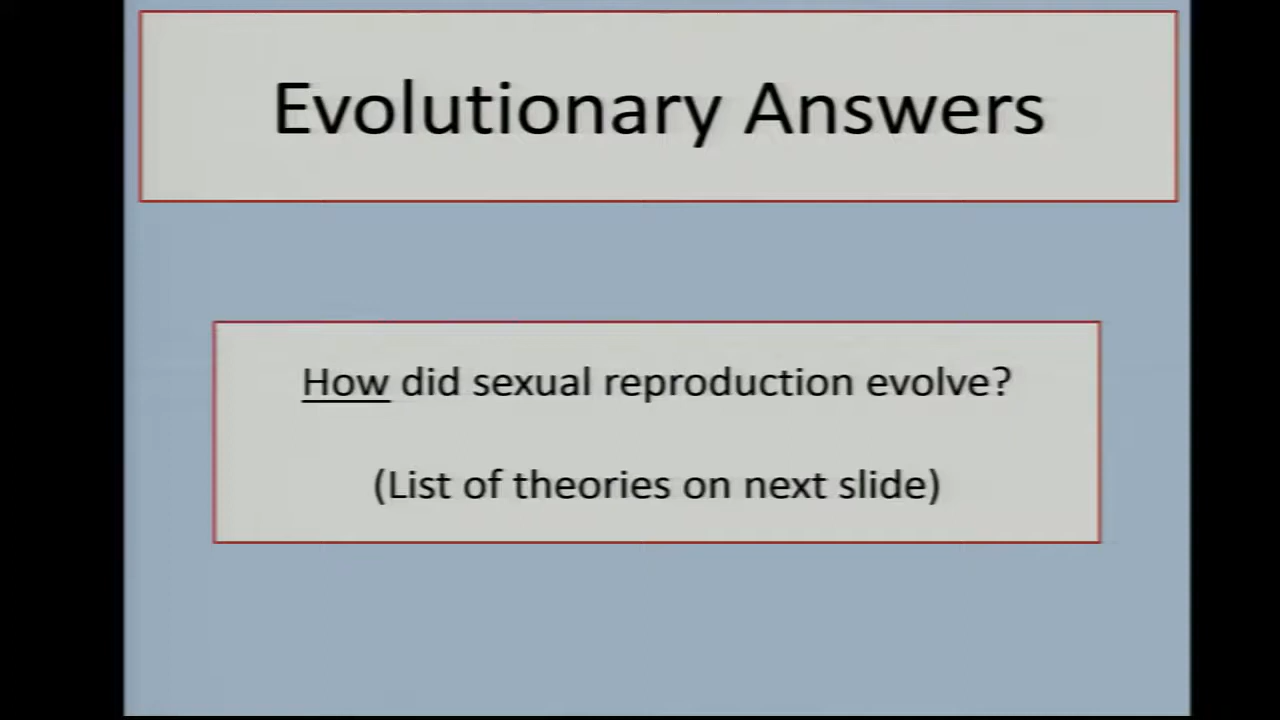 Evolutionary Answers
How did sexual reproduction evolve?
(List of theories on next slide)